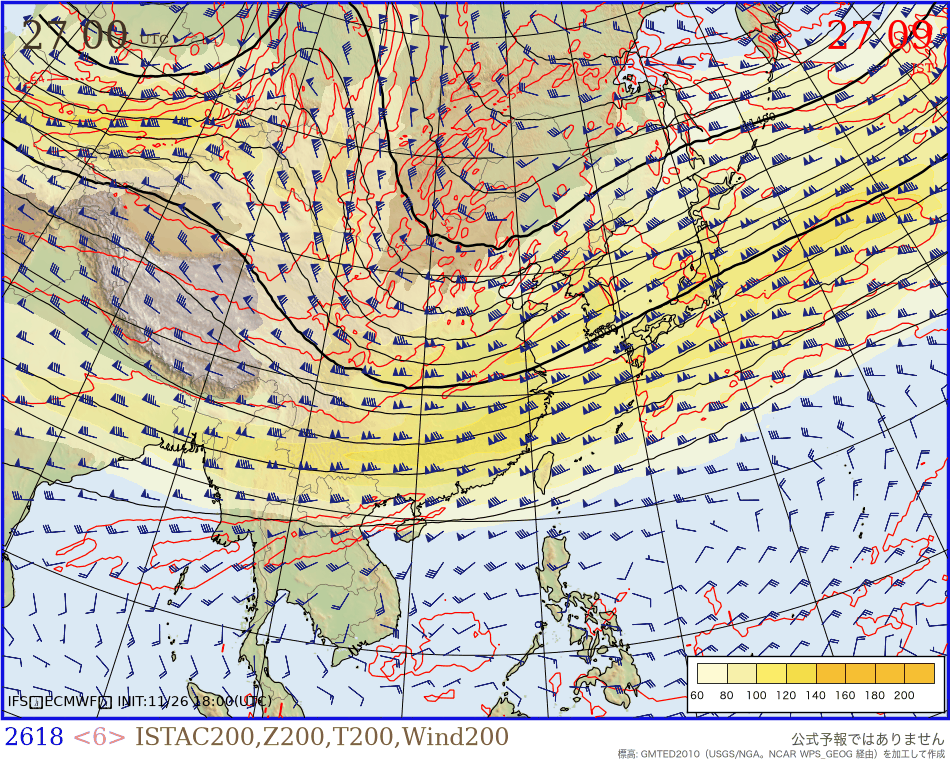 27 00 UTC
27 09
JST
IFS(ECMWF) INIT:11/26 18:00(UTC)
60 80 100 120 140 160 180 200
2618 <6> ISTAC200,Z200,T200,Wind200
公式予報ではありません
標高: GMTED2010（USGS/NGA。NCAR WPS_GEOG 経由）を加工して作成